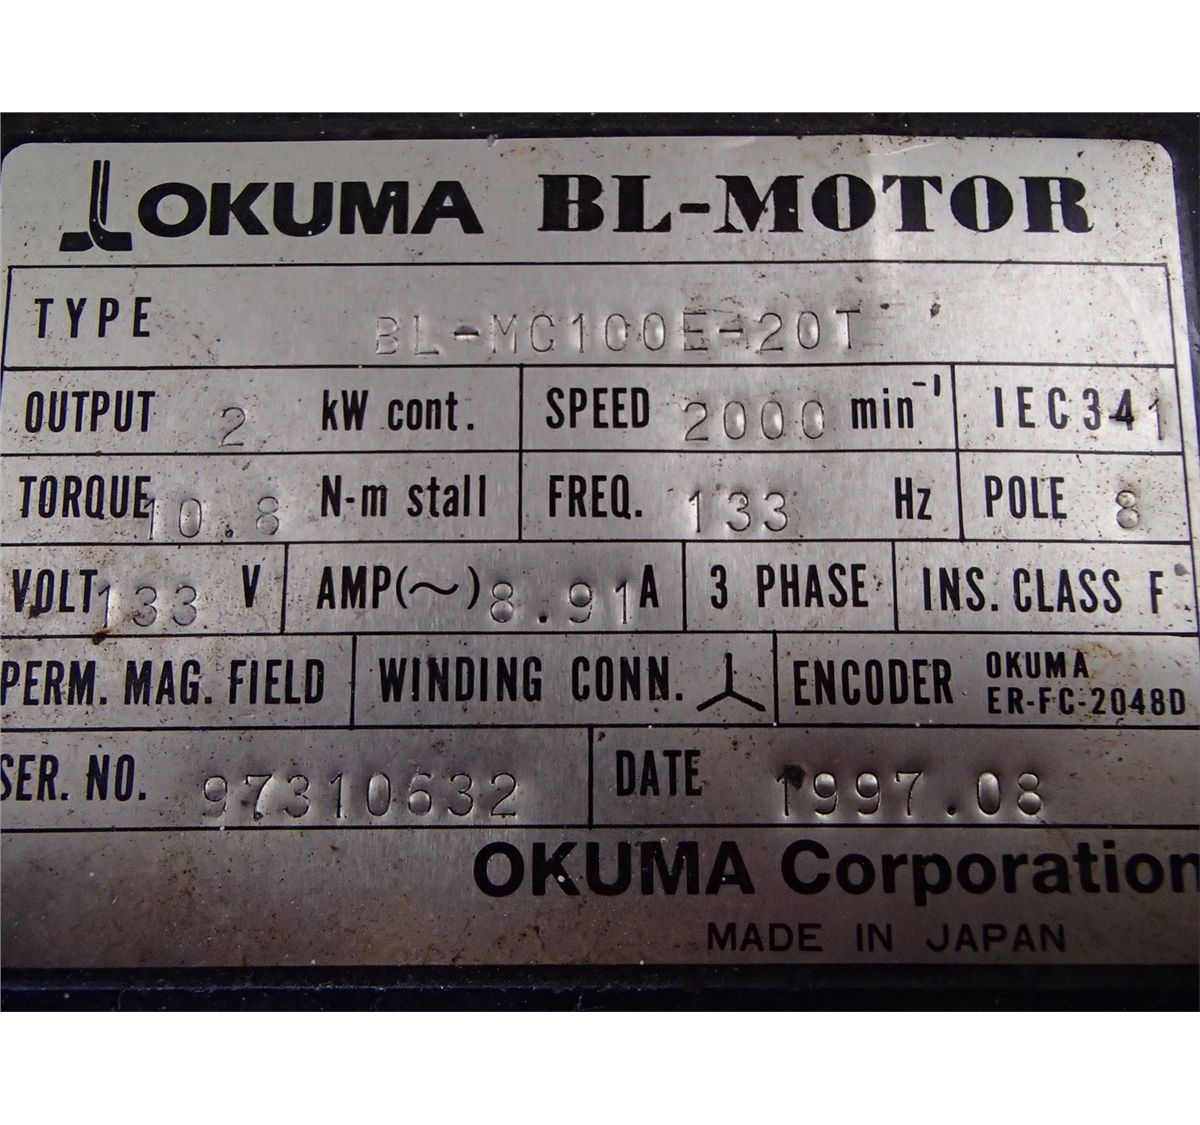 OKUMA BL-MOTOR
TYPE BL-MC100E-20T
OUTPUT 2 kW cont. SPEED 2000 min⁻¹ IEC34 1
TORQUE 10.8 N-m stall FREQ. 133 Hz POLE 8
VOLT 133 V AMP(~) 8.91 A 3 PHASE INS. CLASS F
PERM. MAG. FIELD WINDING CONN. ENCODER OKUMA
ER-FC-2048D
SER. NO. 97310632 DATE 1997.08
OKUMA Corporation
MADE IN JAPAN